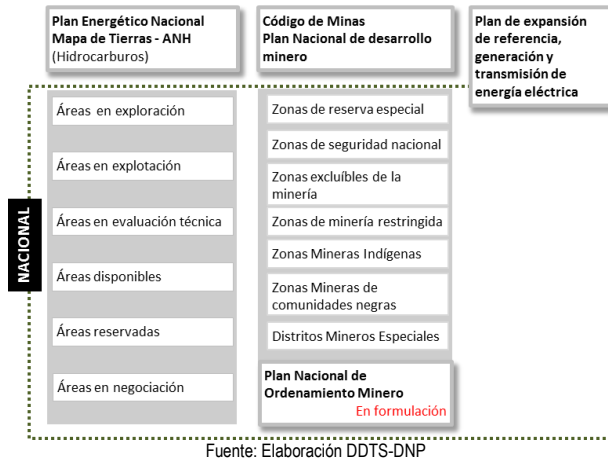 Plan Energético Nacional
Mapa de Tierras - ANH
(Hidrocarburos)
Código de Minas
Plan Nacional de desarrollo
minero
Plan de expansión
de referencia,
generación y
transmisión de
energía eléctrica
NACIONAL
Áreas en exploración
Áreas en explotación
Áreas en evaluación técnica
Áreas disponibles
Áreas reservadas
Áreas en negociación
Zonas de reserva especial
Zonas de seguridad nacional
Zonas excluíbles de la
minería
Zonas de minería restringida
Zonas Mineras Indígenas
Zonas Mineras de
comunidades negras
Distritos Mineros Especiales
Plan Nacional de
Ordenamiento Minero
En formulación
Fuente: Elaboración DDTS-DNP